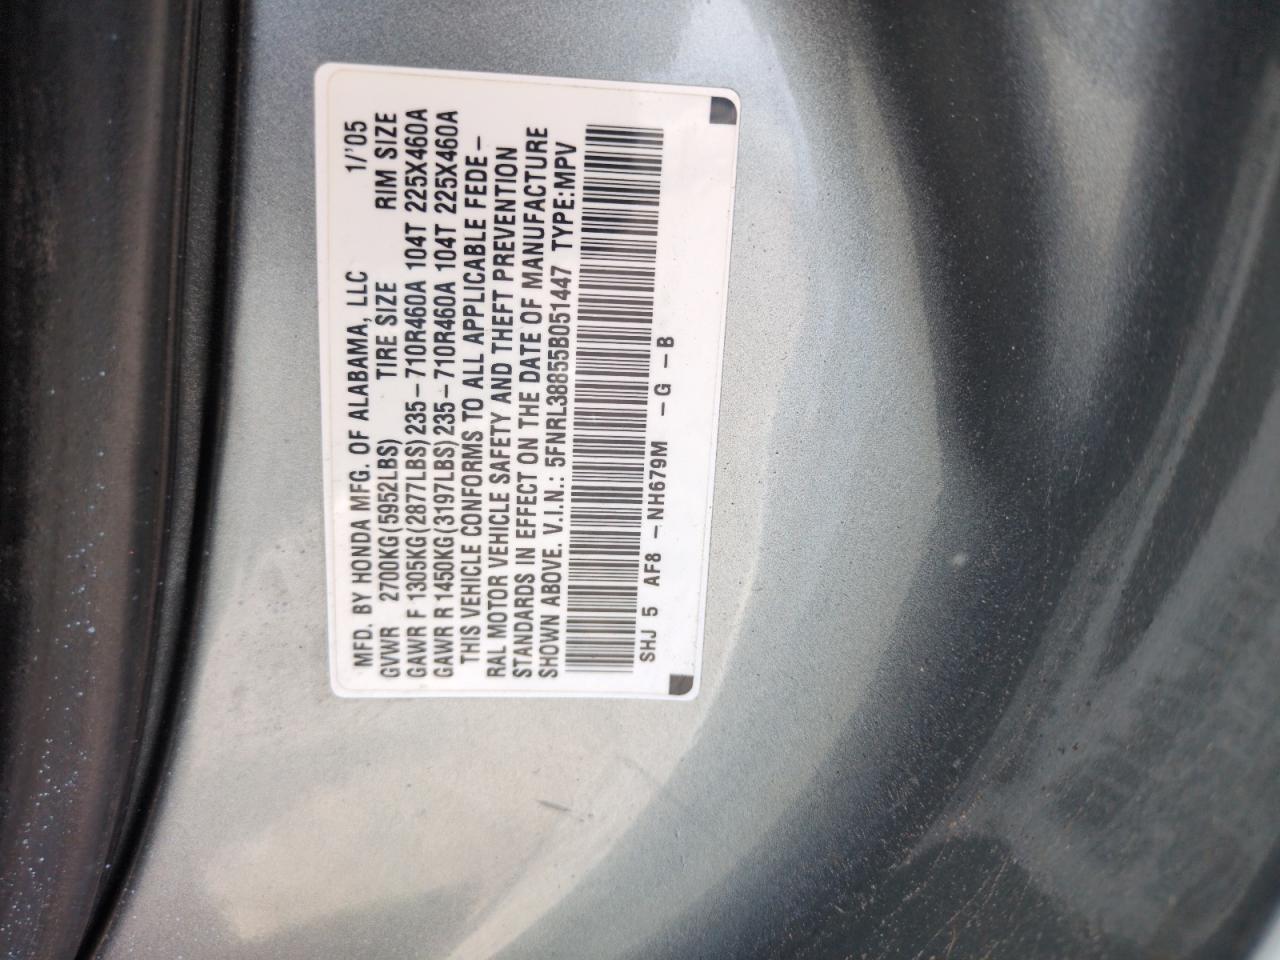 MFD. BY HONDA MFG. OF ALABAMA, LLC 1/'05
GVWR 2700KG(5952LBS) TIRE SIZE RIM SIZE
GAWR F 1305KG(2877LBS)235-710R460A 104T 225X460A
GAWR R 1450KG(3197LBS)235-710R460A 104T 225X460A
THIS VEHICLE CONFORMS TO ALL APPLICABLE FEDE-
RAL MOTOR VEHICLE SAFETY AND THEFT PREVENTION
STANDARDS IN EFFECT ON THE DATE OF MANUFACTURE
SHOWN ABOVE. V.I.N.: 5FNRL38855B051447 TYPE:MPV
SHJ 5 AF8 -NH679M -G -B